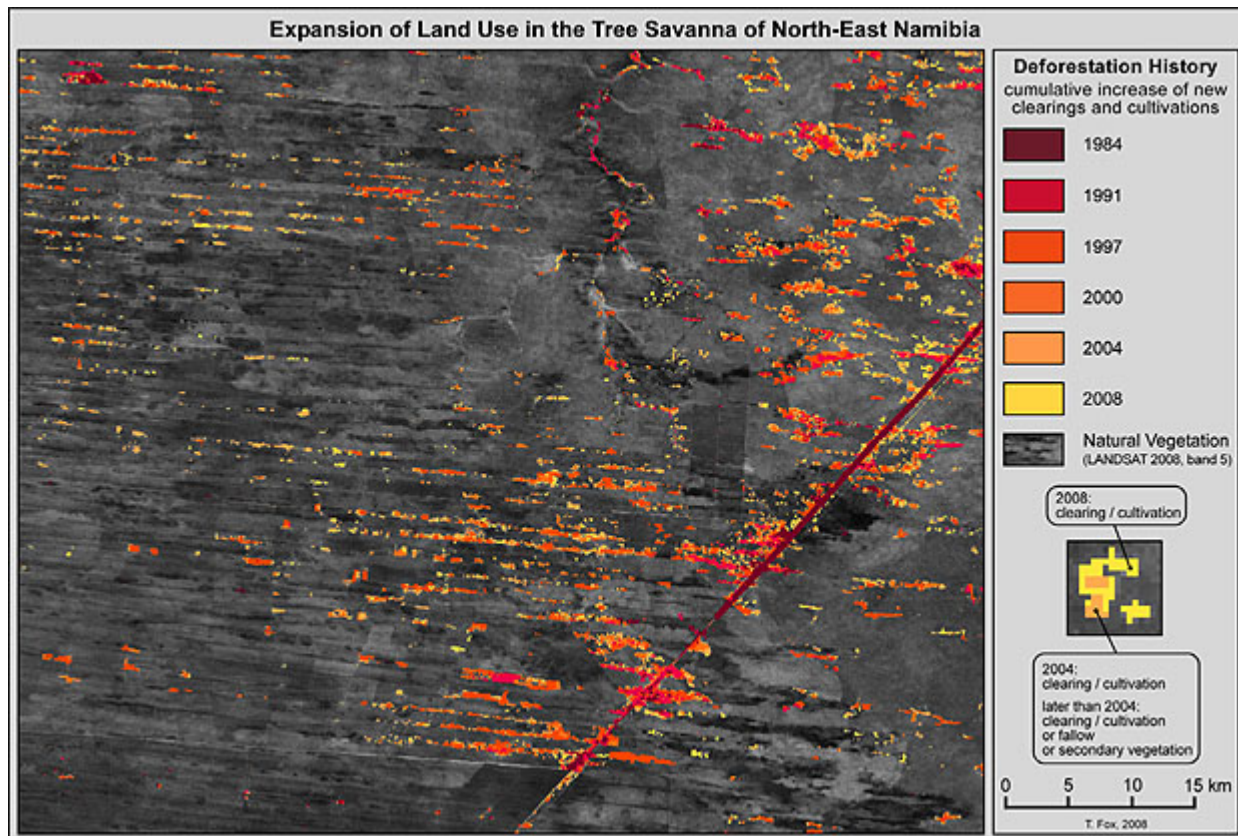 Expansion of Land Use in the Tree Savanna of North-East Namibia
Deforestation History
cumulative increase of new
clearings and cultivations
1984
1991
1997
2000
2004
2008
Natural Vegetation
(LANDSAT 2008, band 5)
2008:
clearing / cultivation
2004:
clearing / cultivation
later than 2004:
clearing / cultivation
or fallow
or secondary vegetation
0 5 10 15 km
T. Fox, 2008